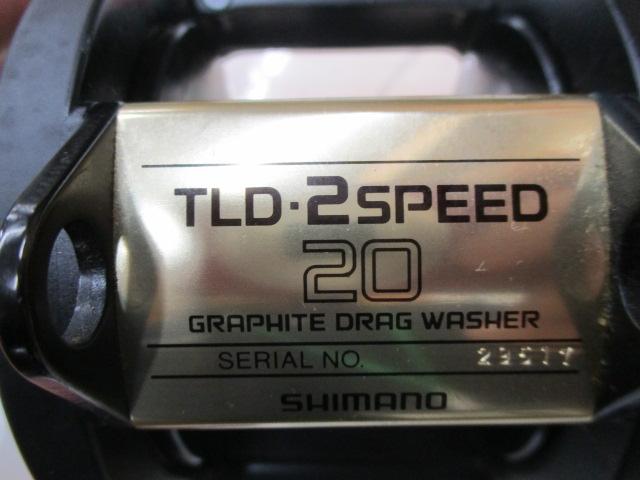 TLD·2SPEED
20
GRAPHITE DRAG WASHER
SERIAL NO.
SHIMANO